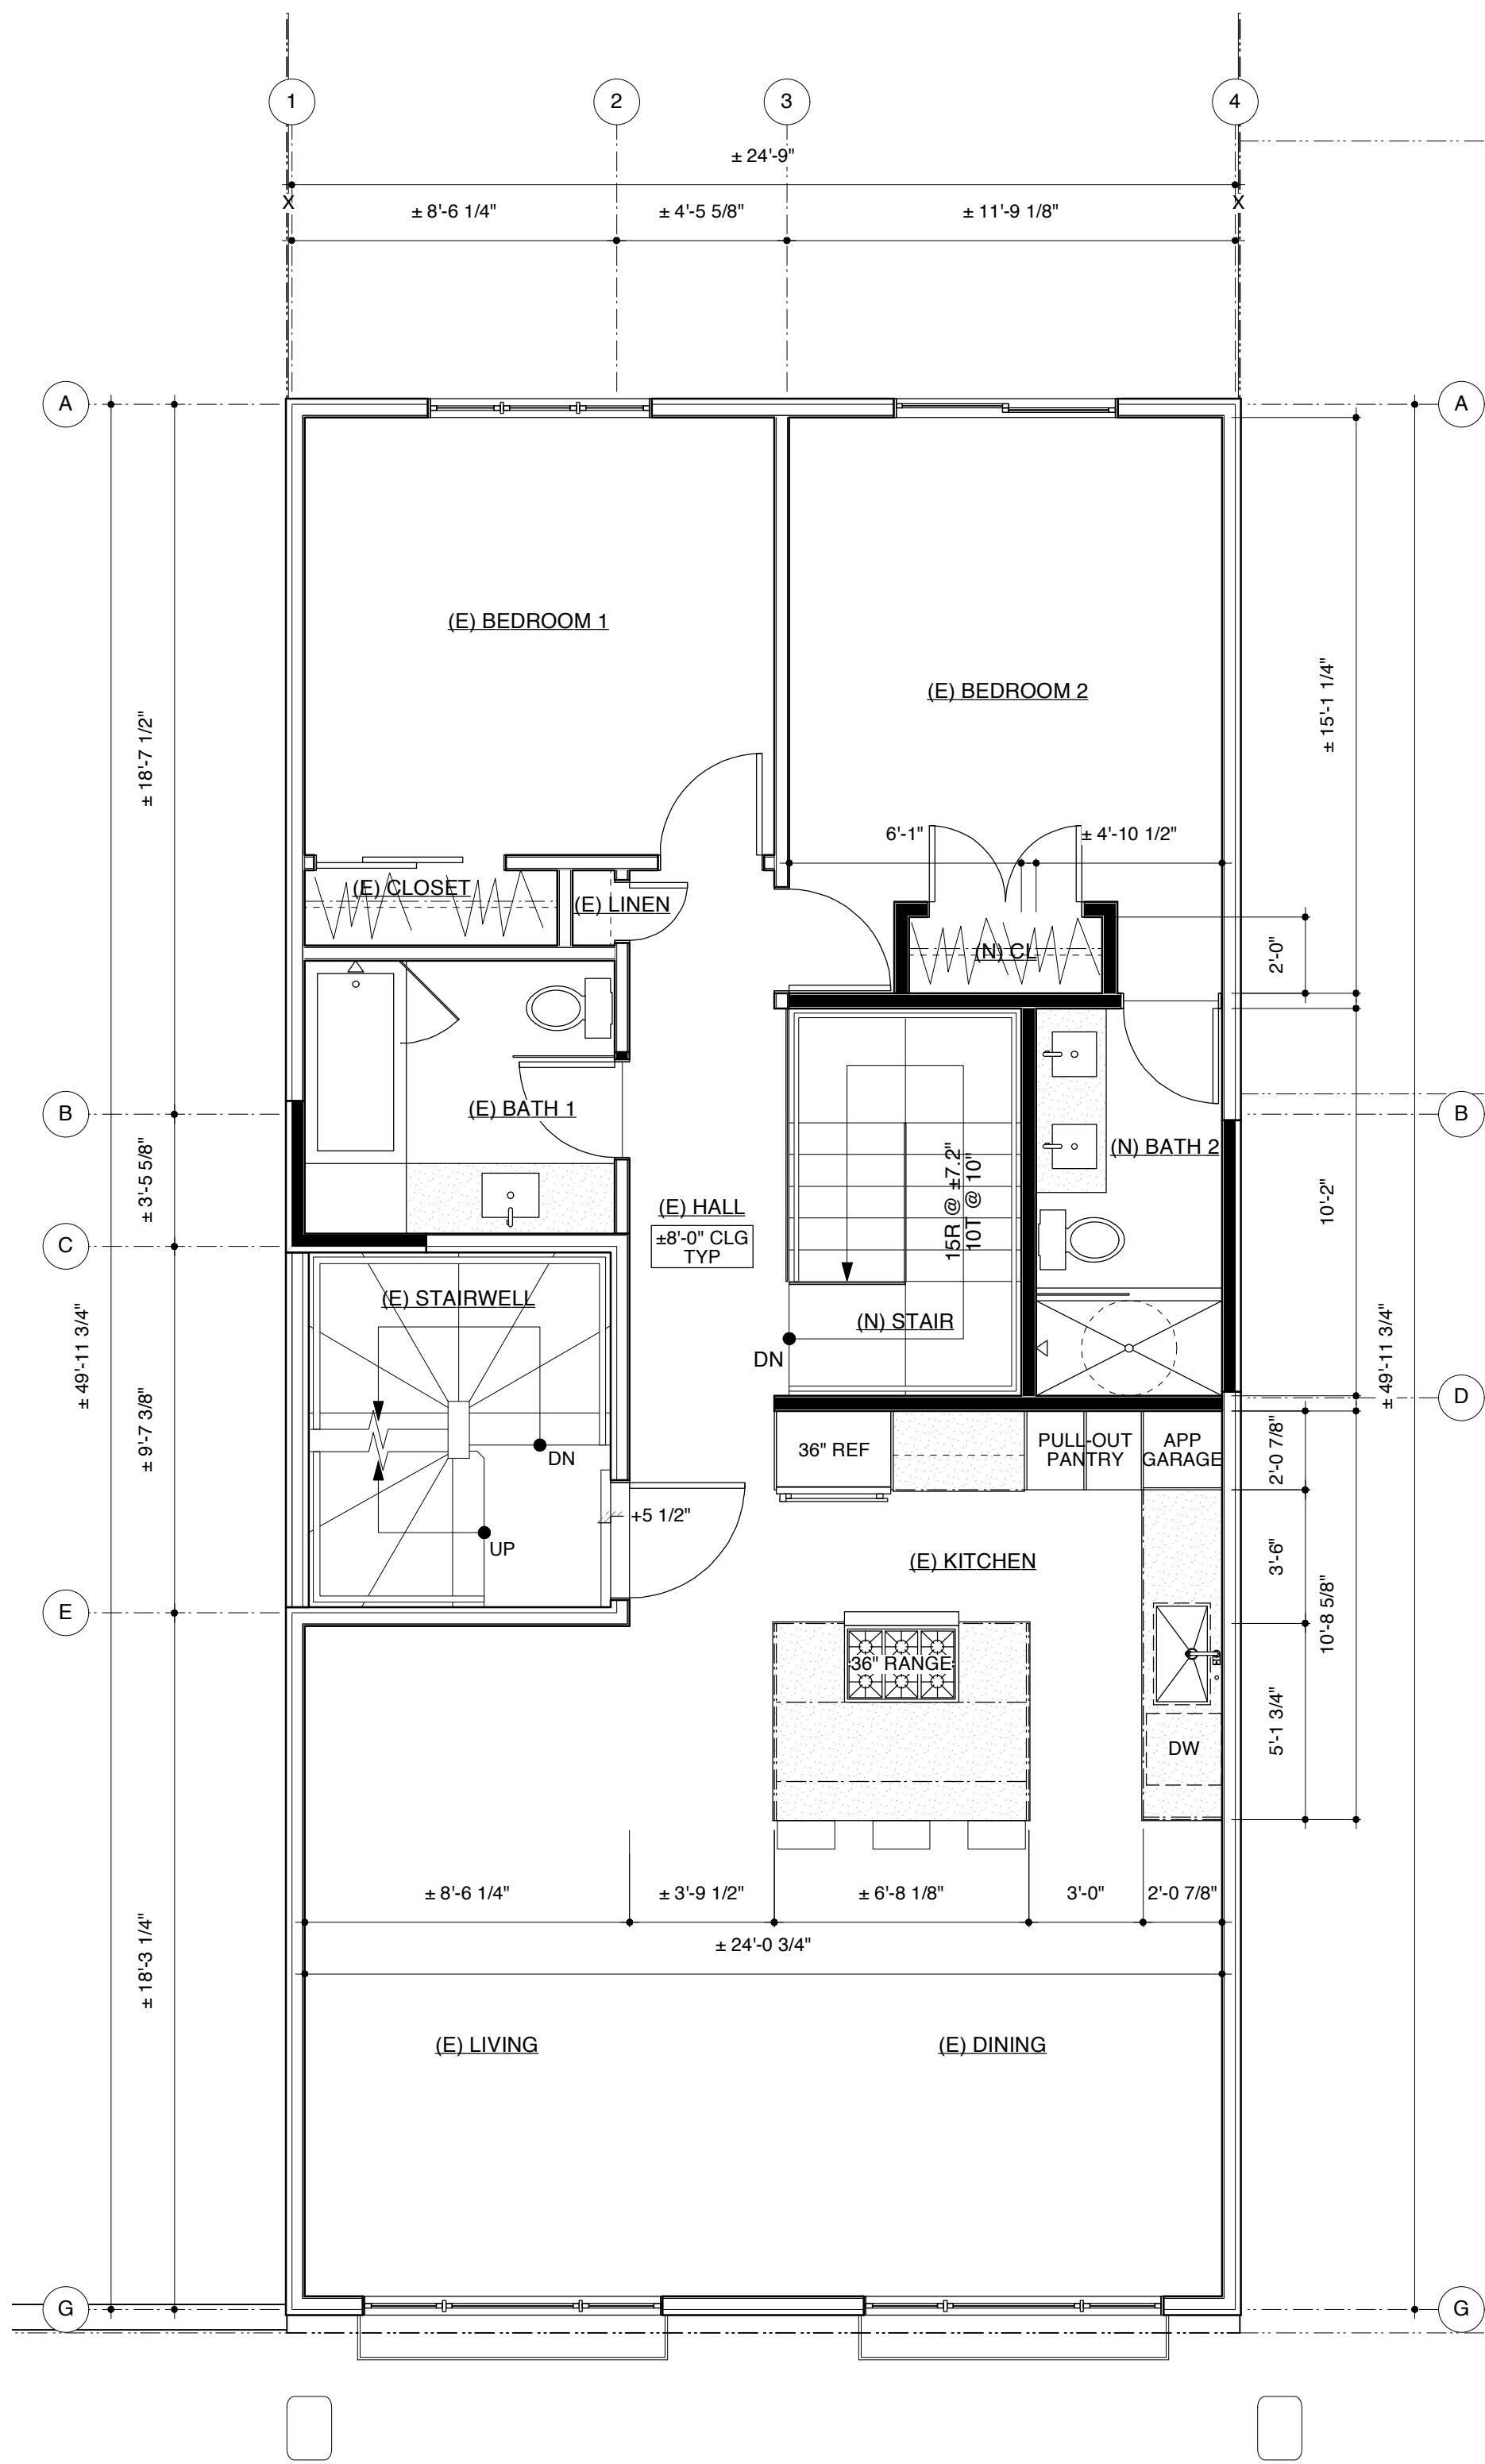 1
2
3
4
± 24'-9"
X
X
± 8'-6 1/4"
± 4'-5 5/8"
± 11'-9 1/8"
A
A
(E) BEDROOM 1
(E) BEDROOM 2
± 18'-7 1/2"
± 15'-1 1/4"
6'-1"
± 4'-10 1/2"
(E) CLOSET
(E) LINEN
(N) CL
2'-0"
B
B
(E) BATH 1
(N) BATH 2
± 3'-5 5/8"
10'-2"
15R @ ±7.2"
10T @ 10"
(E) HALL
±8'-0" CLG
TYP
C
(E) STAIRWELL
(N) STAIR
DN
± 49'-11 3/4"
± 49'-11 3/4"
D
± 9'-7 3/8"
DN
36" REF
PULL-OUT
PANTRY
APP
GARAGE
2'-0 7/8"
+5 1/2"
UP
(E) KITCHEN
3'-6"
10'-8 5/8"
E
36" RANGE
DW
5'-1 3/4"
± 8'-6 1/4"
± 3'-9 1/2"
± 6'-8 1/8"
3'-0"
2'-0 7/8"
± 24'-0 3/4"
± 18'-3 1/4"
(E) LIVING
(E) DINING
G
G